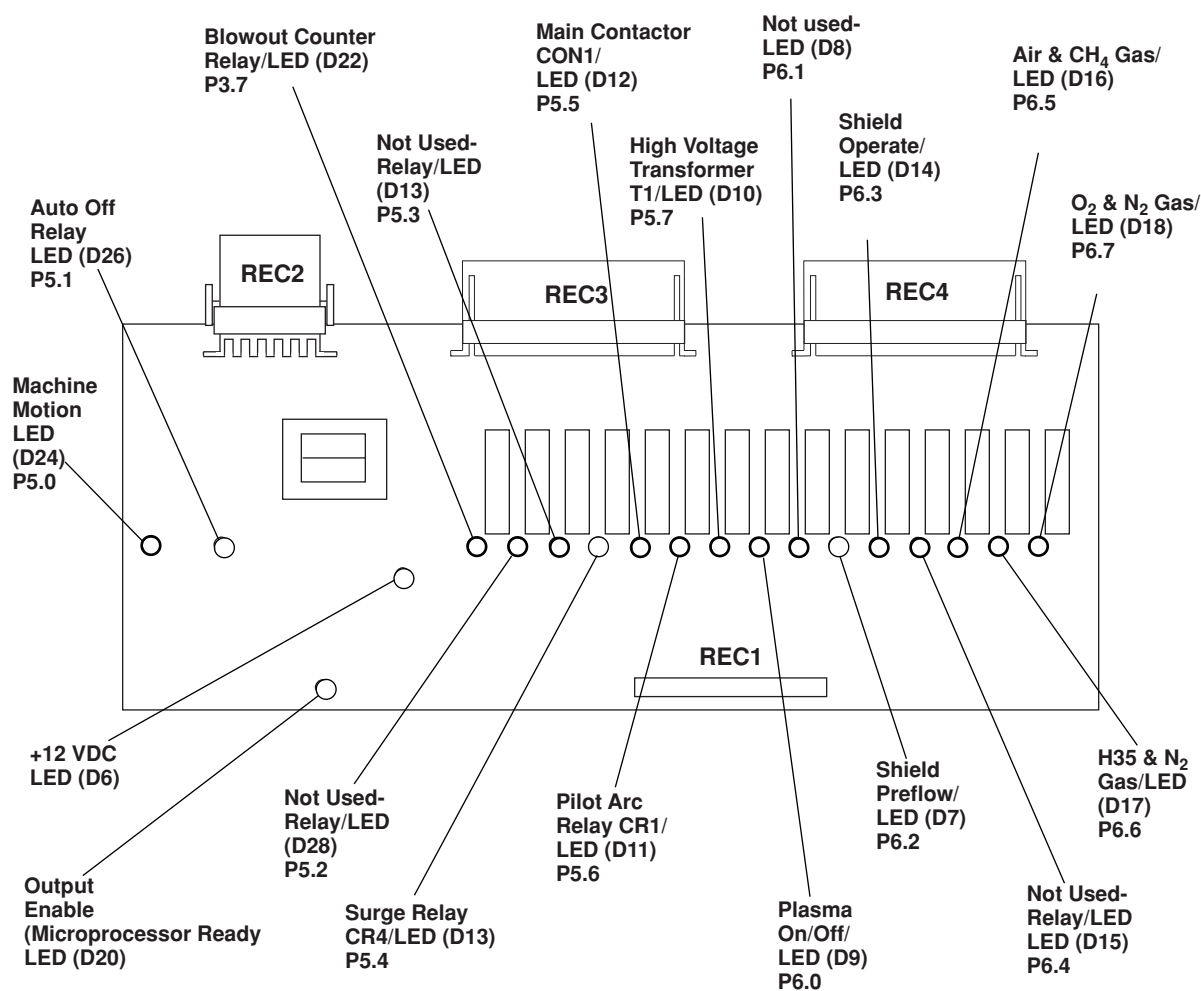 Blowout Counter
Relay/LED (D22)
P3.7
Main Contactor
CON1/
LED (D12)
P5.5
Not used-
LED (D8)
P6.1
Air & CH₄ Gas/
LED (D16)
P6.5
Not Used-
Relay/LED
(D13)
P5.3
High Voltage
Transformer
T1/LED (D10)
P5.7
Shield
Operate/
LED (D14)
P6.3
Auto Off
Relay
LED (D26)
P5.1
O₂ & N₂ Gas/
LED (D18)
P6.7
REC2
REC3
REC4
Machine
Motion
LED
(D24)
P5.0
REC1
+12 VDC
LED (D6)
Not Used-
Relay/LED
(D28)
P5.2
Pilot Arc
Relay CR1/
LED (D11)
P5.6
Shield
Preflow/
LED (D7)
P6.2
H35 & N₂
Gas/LED
(D17)
P6.6
Output
Enable
(Microprocessor Ready
LED (D20)
Surge Relay
CR4/LED (D13)
P5.4
Plasma
On/Off/
LED (D9)
P6.0
Not Used-
Relay/LED
LED (D15)
P6.4